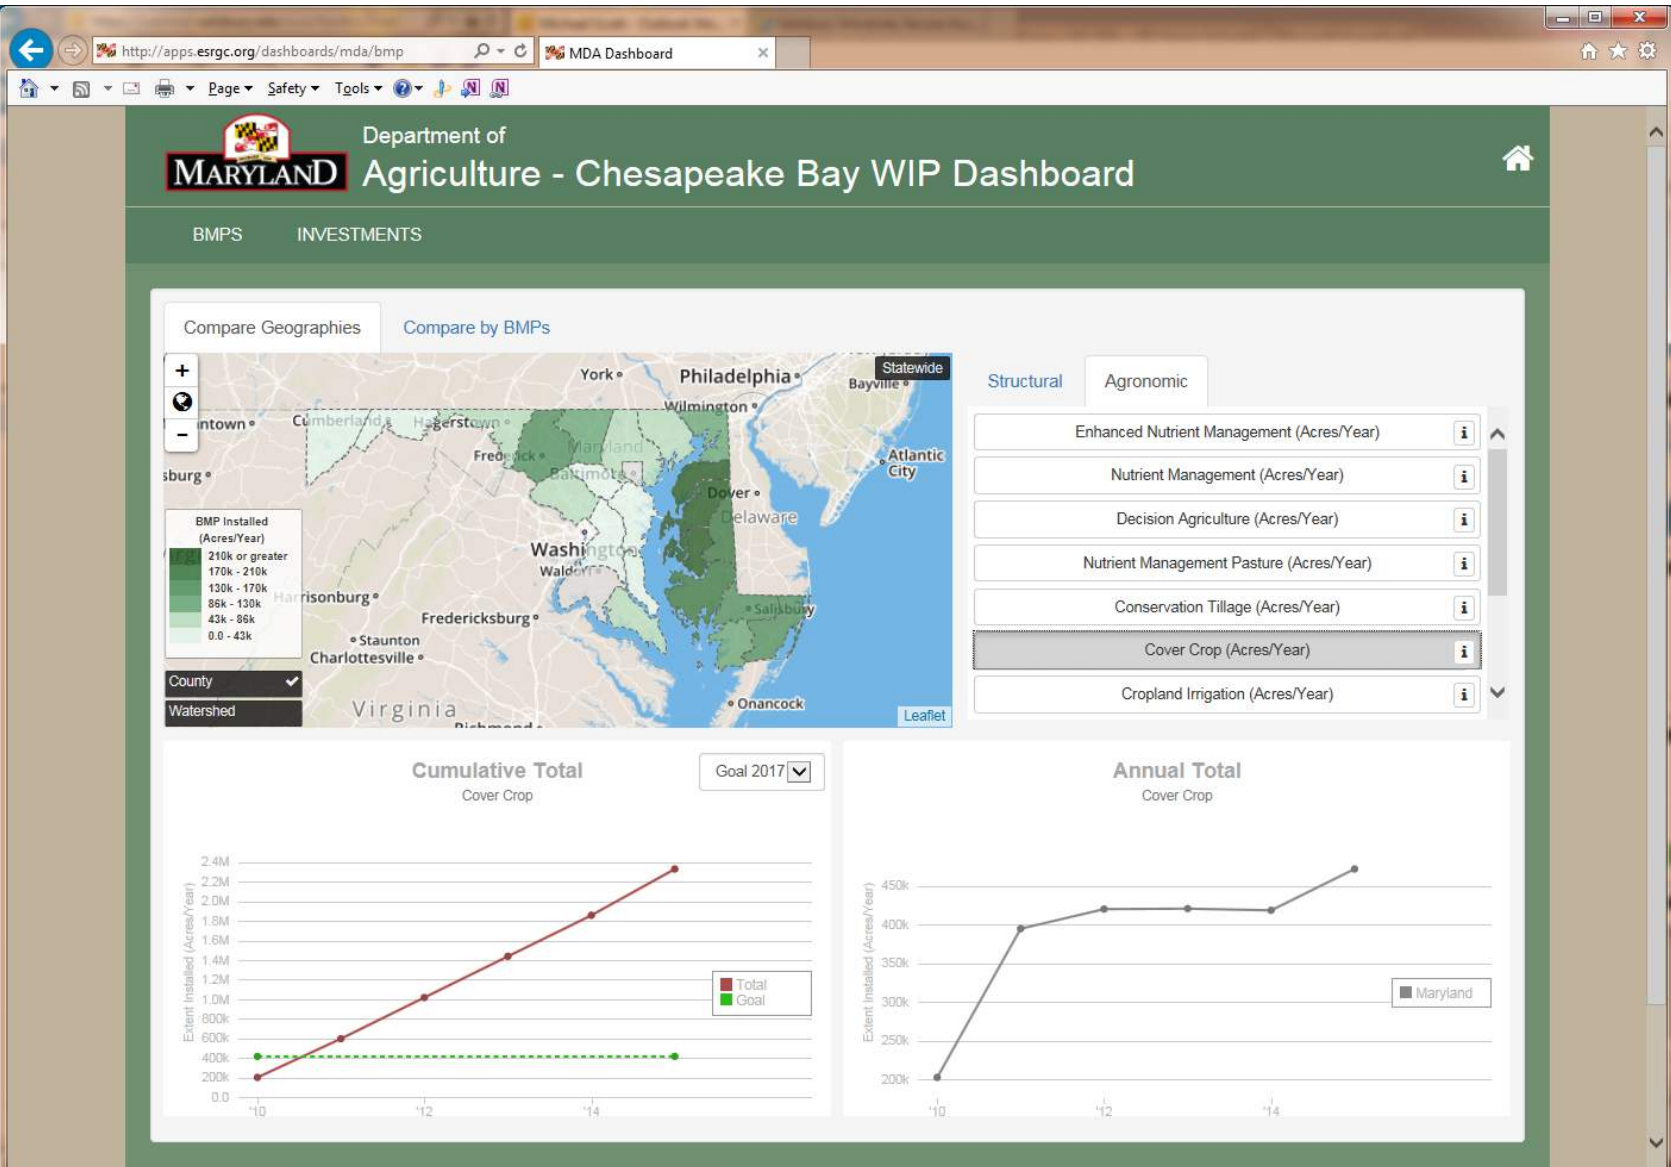 http://apps.esrgc.org/dashboards/mda/bmp
MDA Dashboard
Page
Safety
Tools
MARYLAND
Department of
Agriculture - Chesapeake Bay WIP Dashboard
BMPS
INVESTMENTS
Compare Geographies
Compare by BMPs
+
-
Statewide
York
Philadelphia
Bayville
Wilmington
ntown
Cumberland
Hagerstown
Maryland
Frederick
Baltimore
Atlantic
City
sburg
Dover
Delaware
Washington
Waldorf
Harrisonburg
Fredericksburg
Salisbury
Staunton
Charlottesville
Onancock
Virginia
Richmond
BMP Installed
(Acres/Year)
210k or greater
170k - 210k
130k - 170k
86k - 130k
43k - 86k
0.0 - 43k
County
Watershed
Leaflet
Structural
Agronomic
Enhanced Nutrient Management (Acres/Year)
Nutrient Management (Acres/Year)
Decision Agriculture (Acres/Year)
Nutrient Management Pasture (Acres/Year)
Conservation Tillage (Acres/Year)
Cover Crop (Acres/Year)
Cropland Irrigation (Acres/Year)
Cumulative Total
Cover Crop
Goal 2017
Extent Installed (Acres/Year)
2.4M
2.2M
2.0M
1.8M
1.6M
1.4M
1.2M
1.0M
800k
600k
400k
200k
0.0
'10
'12
'14
Total
Goal
Annual Total
Cover Crop
Extent Installed (Acres/Year)
450k
400k
350k
300k
250k
200k
'10
'12
'14
Maryland